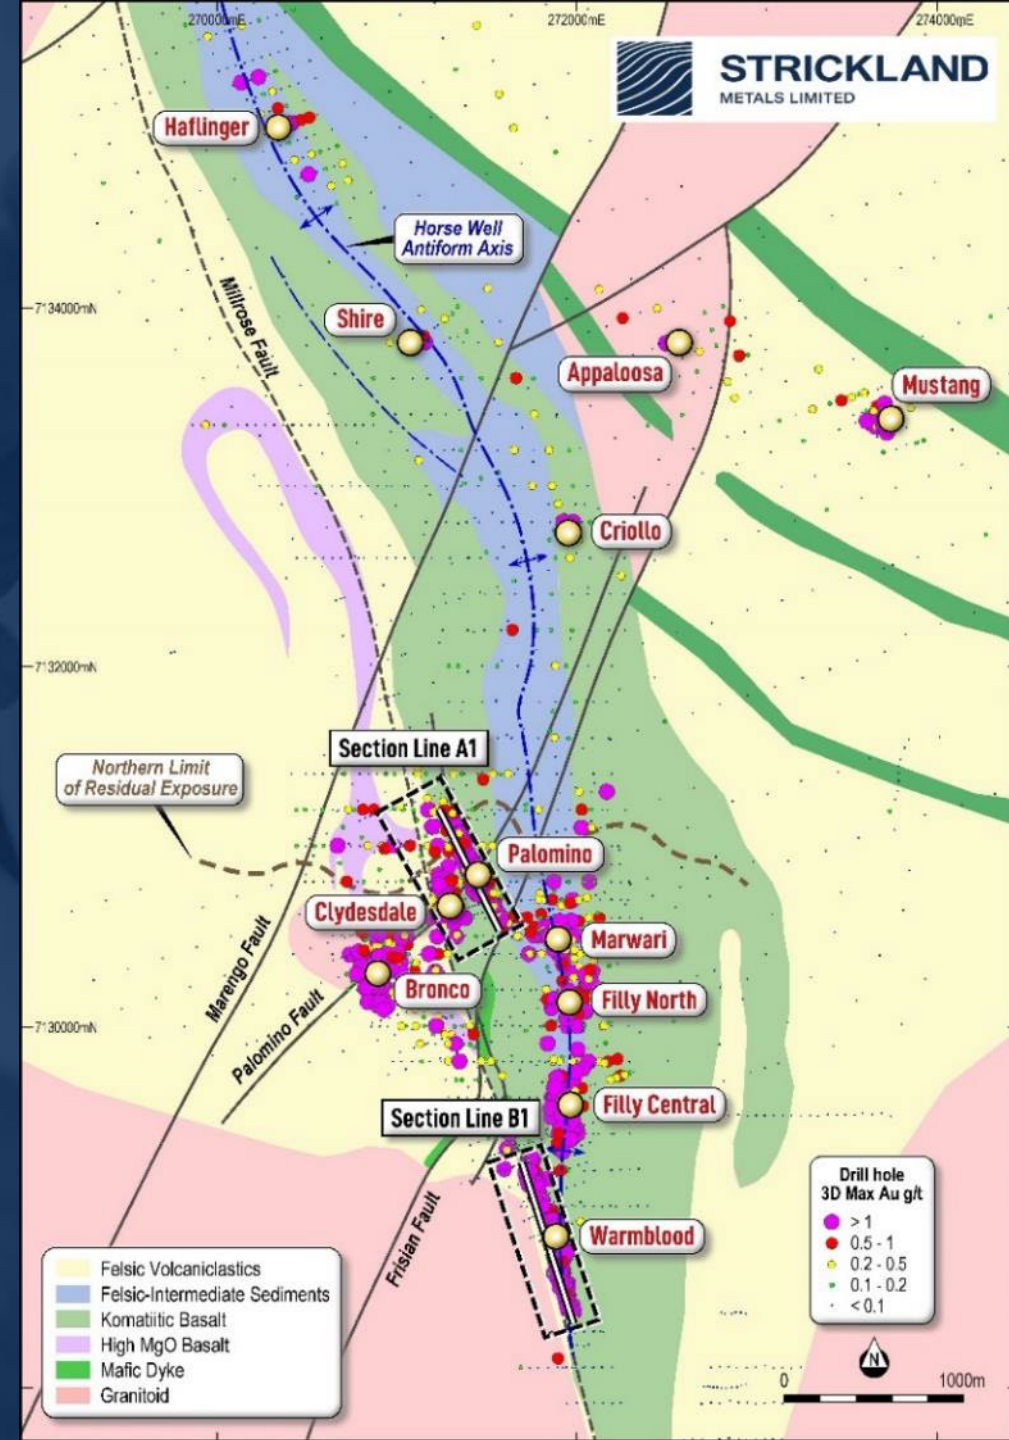 270000mE
272000mE
274000mE
STRICKLAND
METALS LIMITED
Haflinger
Horse Well
Antiform Axis
Millrose Fault
7134000mN
Shire
Appaloosa
Mustang
Criollo
7132000mN
Section Line A1
Northern Limit
of Residual Exposure
Palomino
Clydesdale
Marwari
Bronco
Filly North
Marengo Fault
Palomino Fault
7130000mN
Filly Central
Section Line B1
Frisian Fault
Warmblood
Drill hole
3D Max Au g/t
> 1
0.5 - 1
0.2 - 0.5
0.1 - 0.2
< 0.1
Felsic Volcaniclastics
Felsic-Intermediate Sediments
Komatiitic Basalt
High MgO Basalt
Mafic Dyke
Granitoid
N
0
1000m